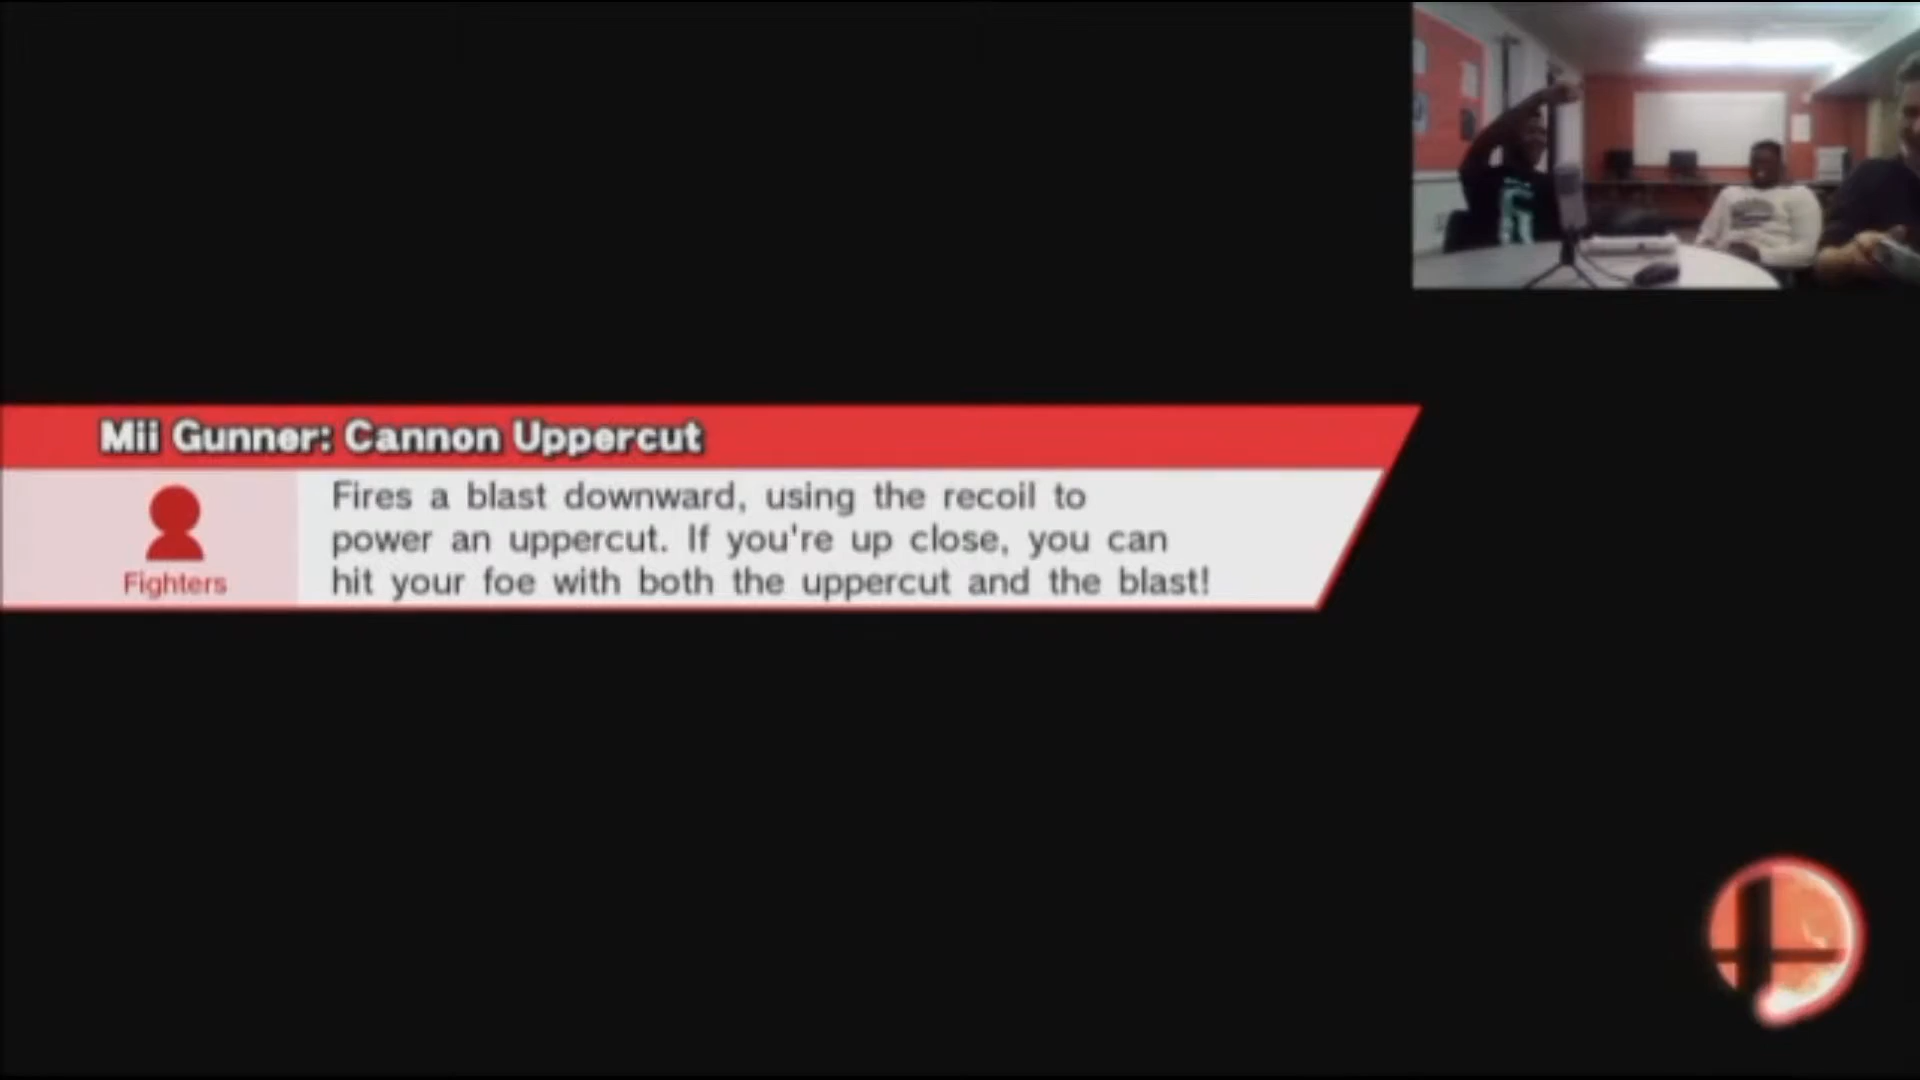 Mii Gunner: Cannon Uppercut
Fires a blast downward, using the recoil to
power an uppercut. If you're up close, you can
hit your foe with both the uppercut and the blast!
Fighters